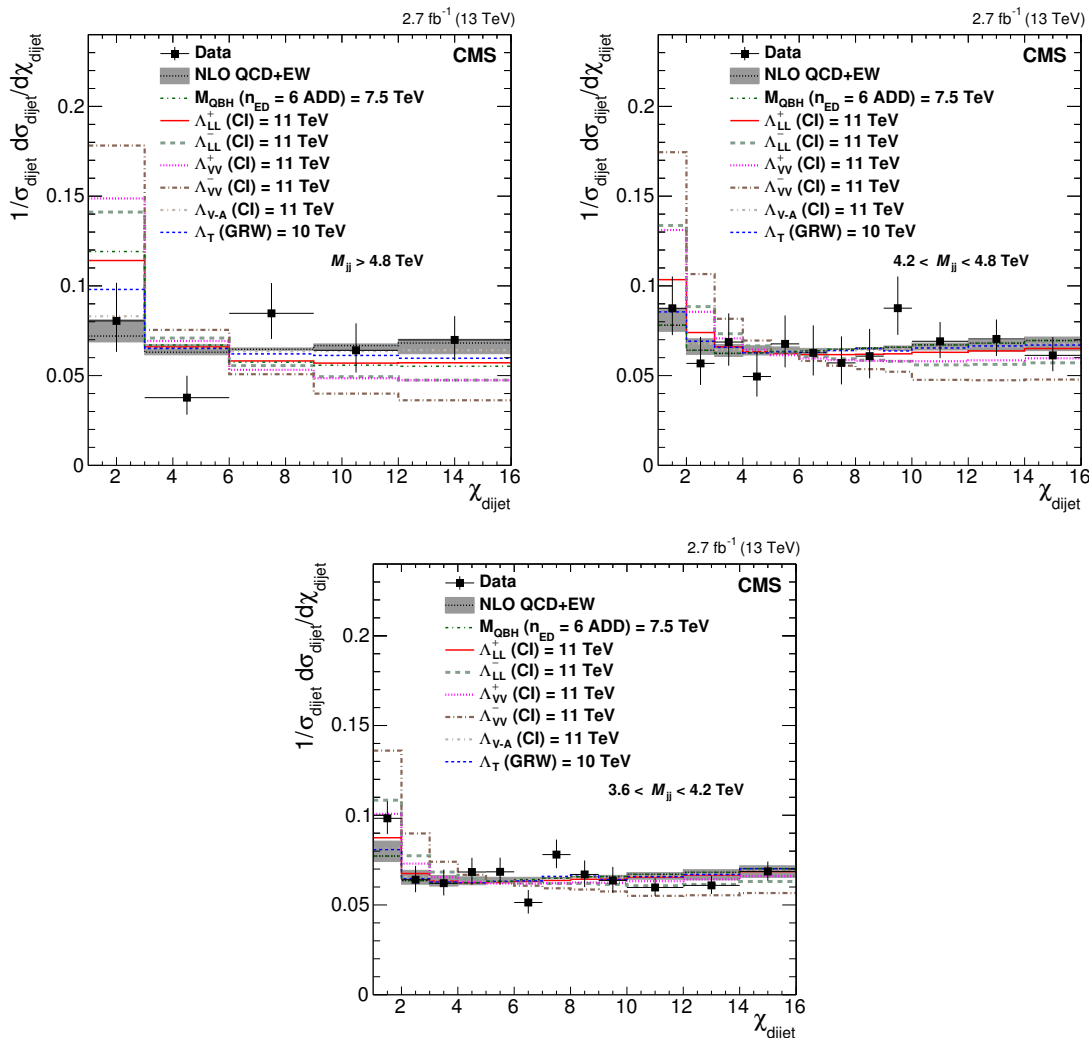 2.7 fb⁻¹ (13 TeV)
CMS
Data
NLO QCD+EW
M_QBH (n_ED = 6 ADD) = 7.5 TeV
Λ⁺_LL (CI) = 11 TeV
Λ⁻_LL (CI) = 11 TeV
Λ⁺_VV (CI) = 11 TeV
Λ⁻_VV (CI) = 11 TeV
Λ_V-A (CI) = 11 TeV
Λ_T (GRW) = 10 TeV
M_jj > 4.8 TeV
1/σ_dijet dσ_dijet/dχ_dijet
0.2
0.15
0.1
0.05
0
2 4 6 8 10 12 14 16
χ_dijet
2.7 fb⁻¹ (13 TeV)
CMS
Data
NLO QCD+EW
M_QBH (n_ED = 6 ADD) = 7.5 TeV
Λ⁺_LL (CI) = 11 TeV
Λ⁻_LL (CI) = 11 TeV
Λ⁺_VV (CI) = 11 TeV
Λ⁻_VV (CI) = 11 TeV
Λ_V-A (CI) = 11 TeV
Λ_T (GRW) = 10 TeV
4.2 < M_jj < 4.8 TeV
1/σ_dijet dσ_dijet/dχ_dijet
0.2
0.15
0.1
0.05
0
2 4 6 8 10 12 14 16
χ_dijet
2.7 fb⁻¹ (13 TeV)
CMS
Data
NLO QCD+EW
M_QBH (n_ED = 6 ADD) = 7.5 TeV
Λ⁺_LL (CI) = 11 TeV
Λ⁻_LL (CI) = 11 TeV
Λ⁺_VV (CI) = 11 TeV
Λ⁻_VV (CI) = 11 TeV
Λ_V-A (CI) = 11 TeV
Λ_T (GRW) = 10 TeV
3.6 < M_jj < 4.2 TeV
1/σ_dijet dσ_dijet/dχ_dijet
0.2
0.15
0.1
0.05
0
2 4 6 8 10 12 14 16
χ_dijet